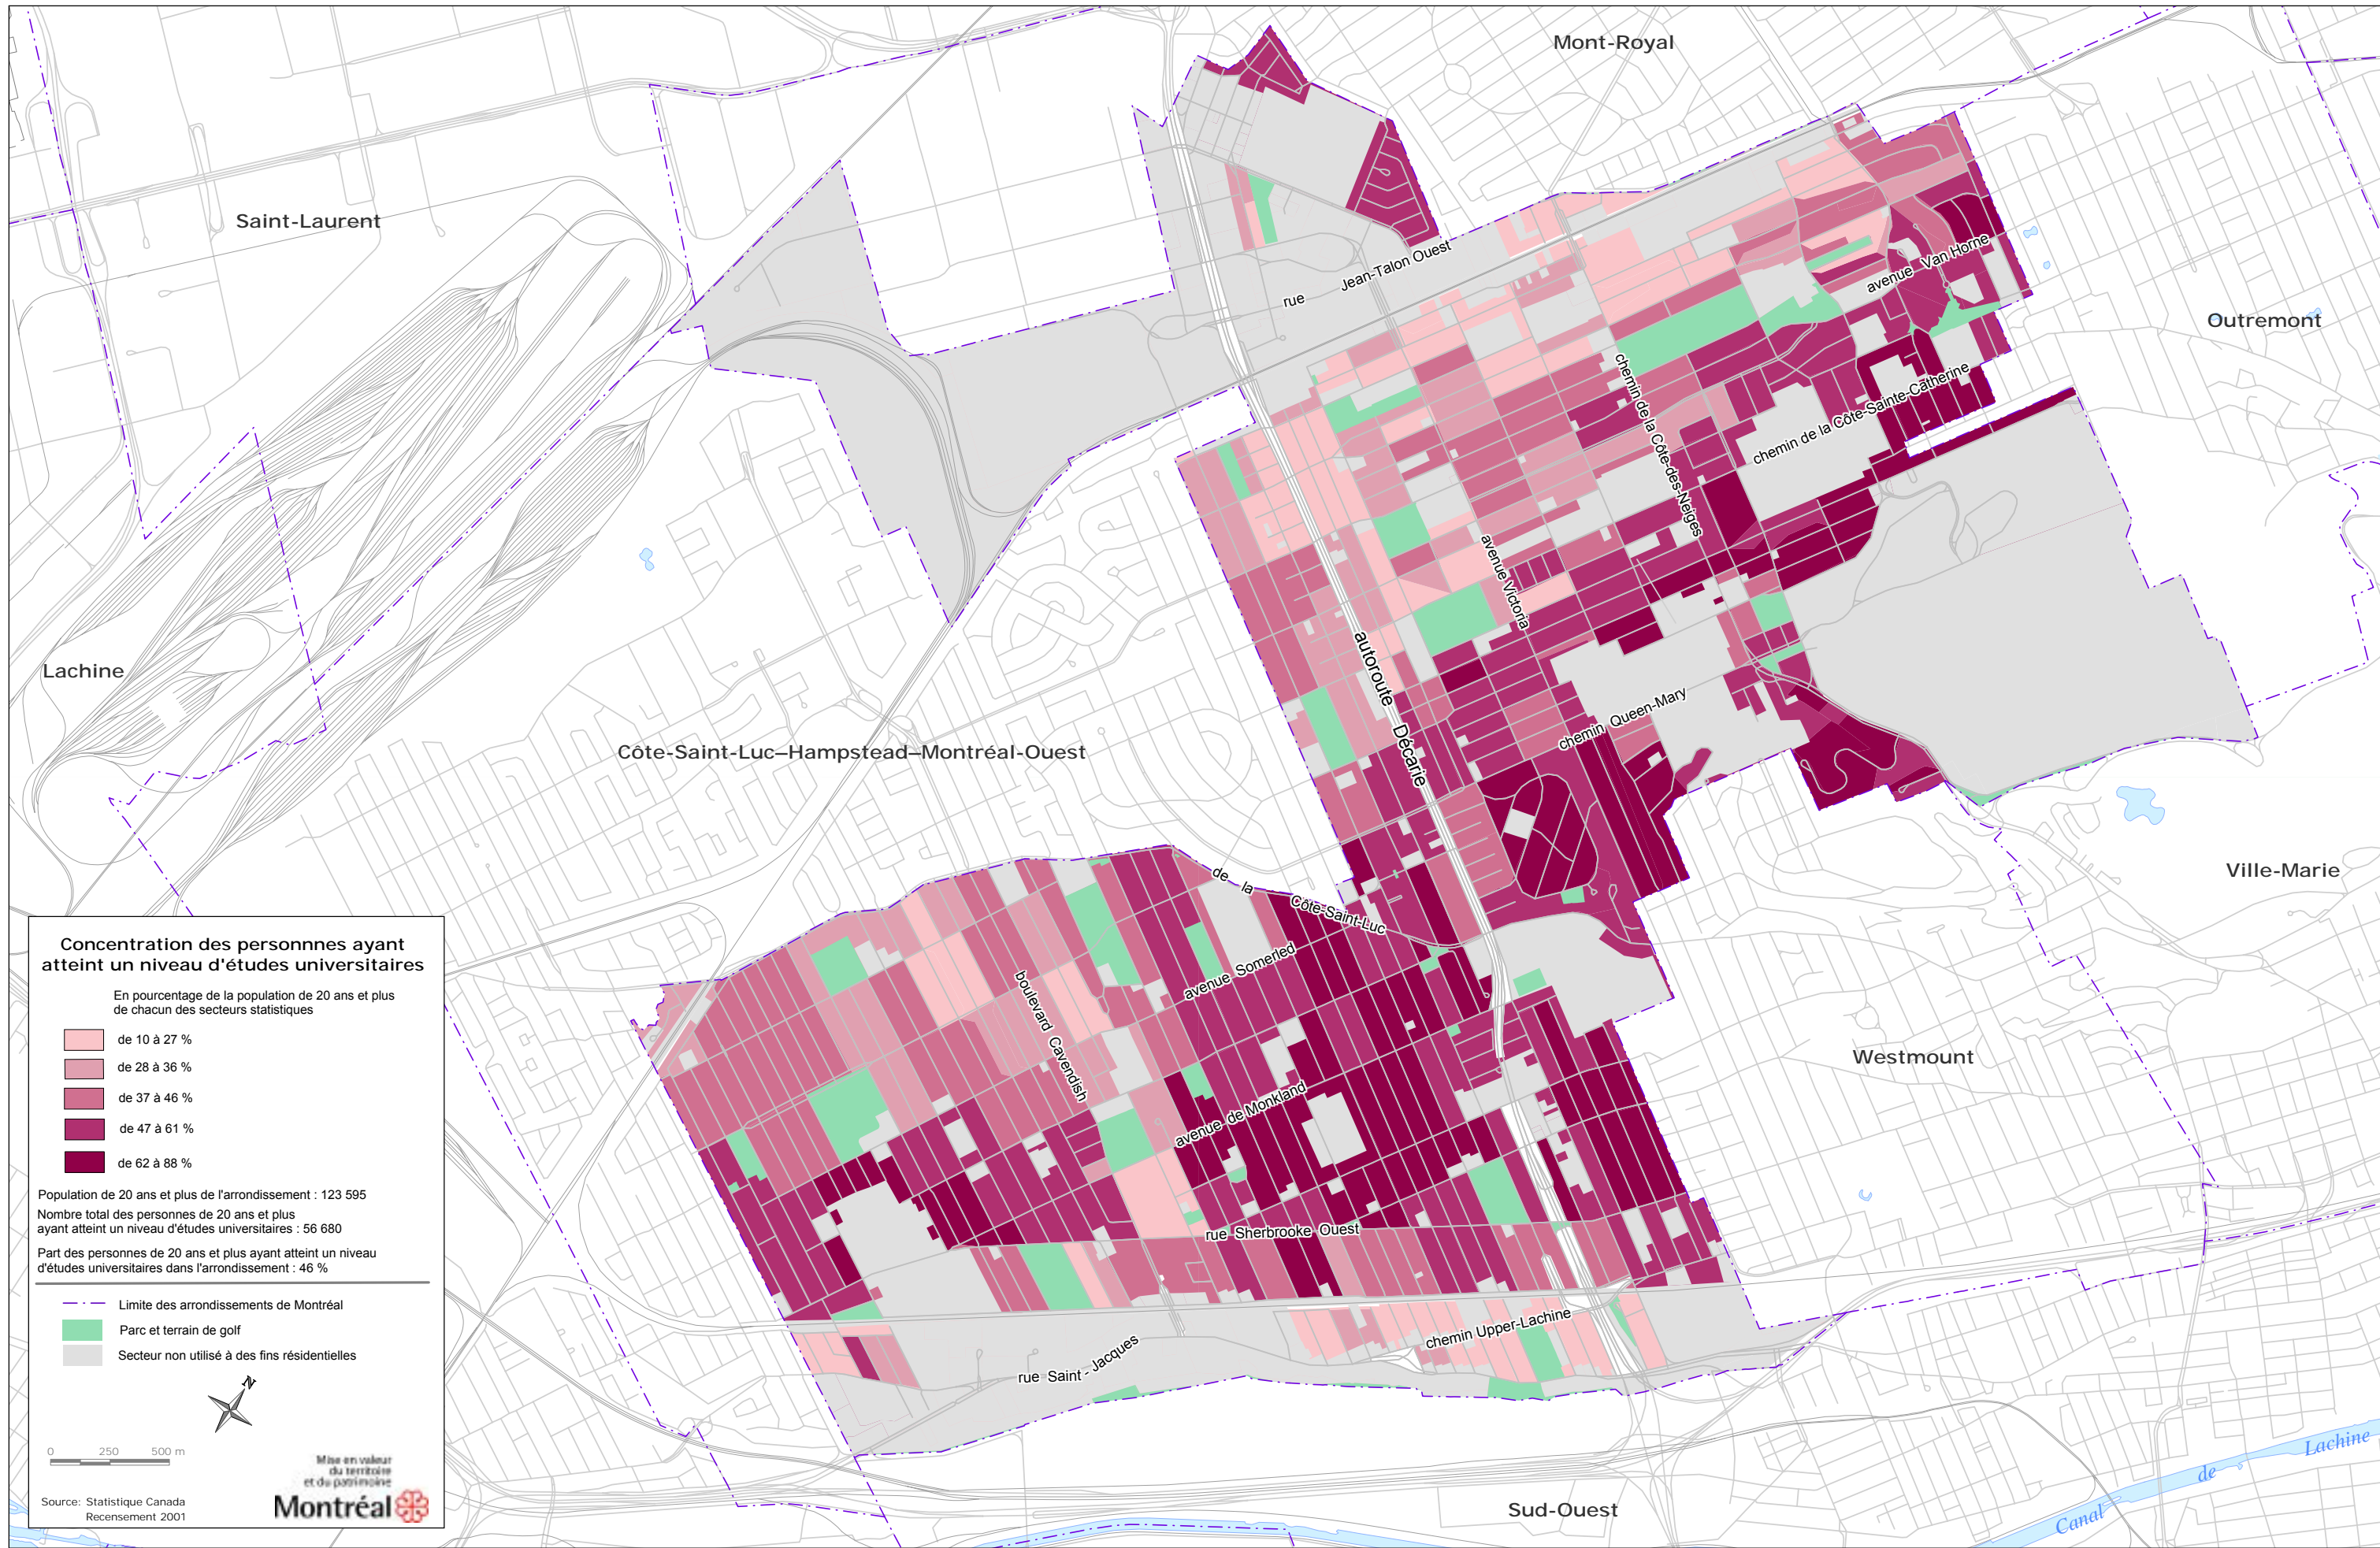 Mont-Royal
Saint-Laurent
rue Jean-Talon Ouest
avenue Van Horne
Outremont
chemin de la Côte-des-Neiges
chemin de la Côte-Sainte-Catherine
avenue Victoria
Lachine
autoroute Décarie
chemin Queen-Mary
Côte-Saint-Luc–Hampstead–Montréal-Ouest
Ville-Marie
de la Côte-Saint-Luc
avenue Somerled
boulevard Cavendish
Westmount
avenue de Monkland
rue Sherbrooke Ouest
chemin Upper-Lachine
rue Saint-Jacques
Sud-Ouest
Canal de Lachine
Concentration des personnnes ayant
atteint un niveau d'études universitaires
En pourcentage de la population de 20 ans et plus
de chacun des secteurs statistiques
de 10 à 27 %
de 28 à 36 %
de 37 à 46 %
de 47 à 61 %
de 62 à 88 %
Population de 20 ans et plus de l'arrondissement : 123 595
Nombre total des personnes de 20 ans et plus
ayant atteint un niveau d'études universitaires : 56 680
Part des personnes de 20 ans et plus ayant atteint un niveau
d'études universitaires dans l'arrondissement : 46 %
Limite des arrondissements de Montréal
Parc et terrain de golf
Secteur non utilisé à des fins résidentielles
N
0 250 500 m
Mise en valeur
du territoire
et du patrimoine
Montréal
Source: Statistique Canada
Recensement 2001